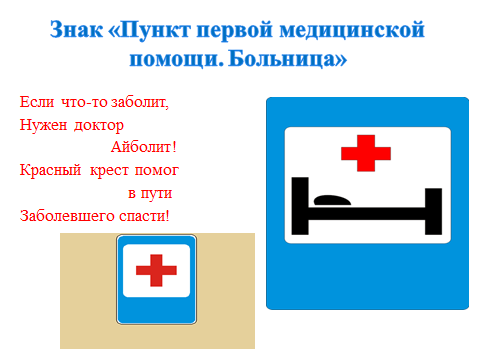 Знак «Пункт первой медицинской
помощи. Больница»
Если что-то заболит,
Нужен доктор
Айболит!
Красный крест помог
в пути
Заболевшего спасти!